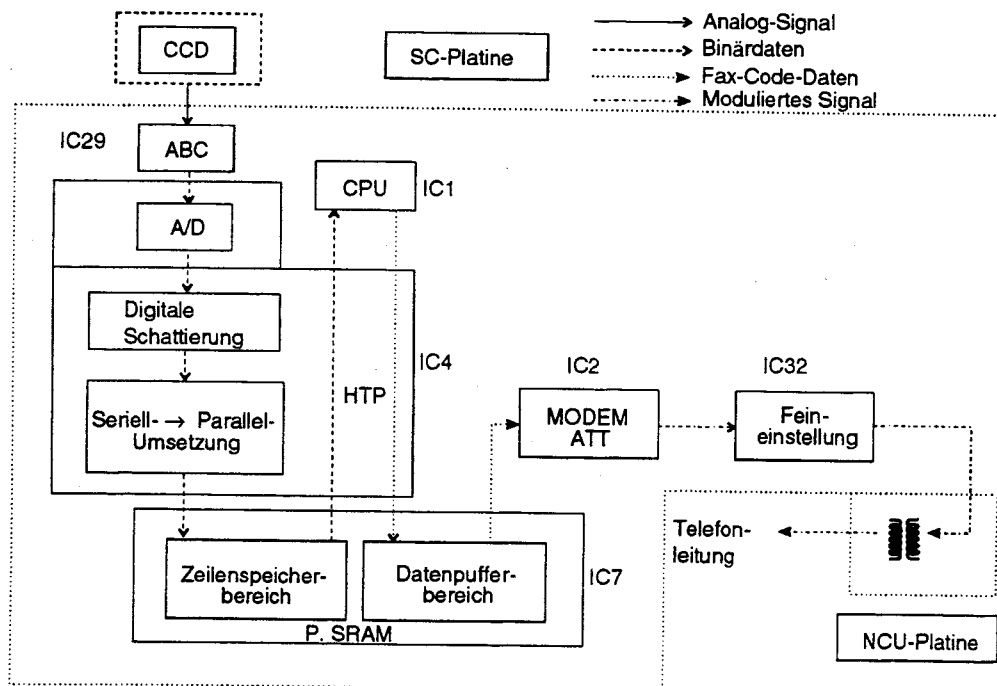 CCD
SC-Platine
Analog-Signal
Binärdaten
Fax-Code-Daten
Moduliertes Signal
IC29
ABC
CPU
IC1
A/D
Digitale
Schattierung
IC4
HTP
Seriell- → Parallel-
Umsetzung
IC2
MODEM
ATT
IC32
Fein-
einstellung
Telefon-
leitung
Zeilenspeicher-
bereich
Datenpuffer-
bereich
IC7
P. SRAM
NCU-Platine